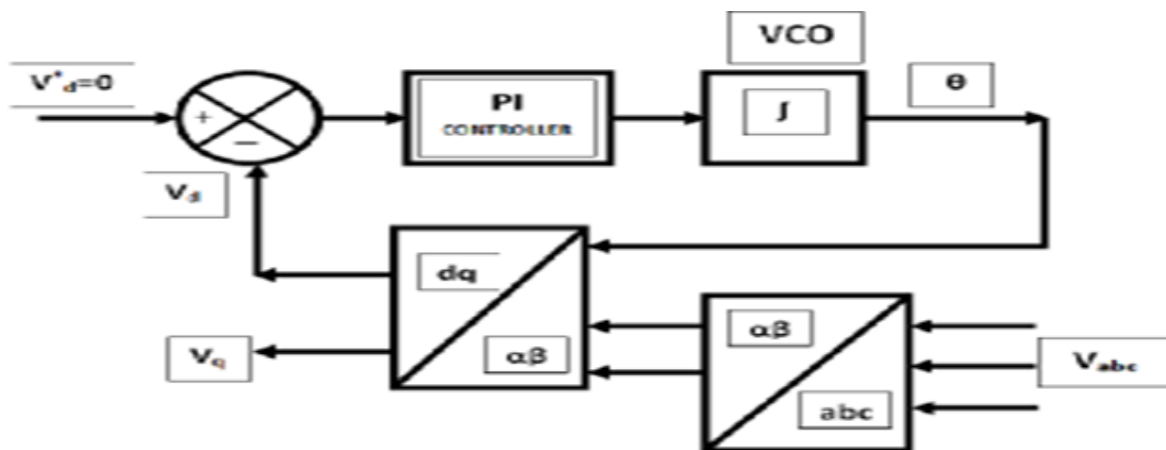 VCO
V*d=0
PI
CONTROLLER
∫
θ
+
−
Vd
dq
αβ
Vq
αβ
abc
Vabc